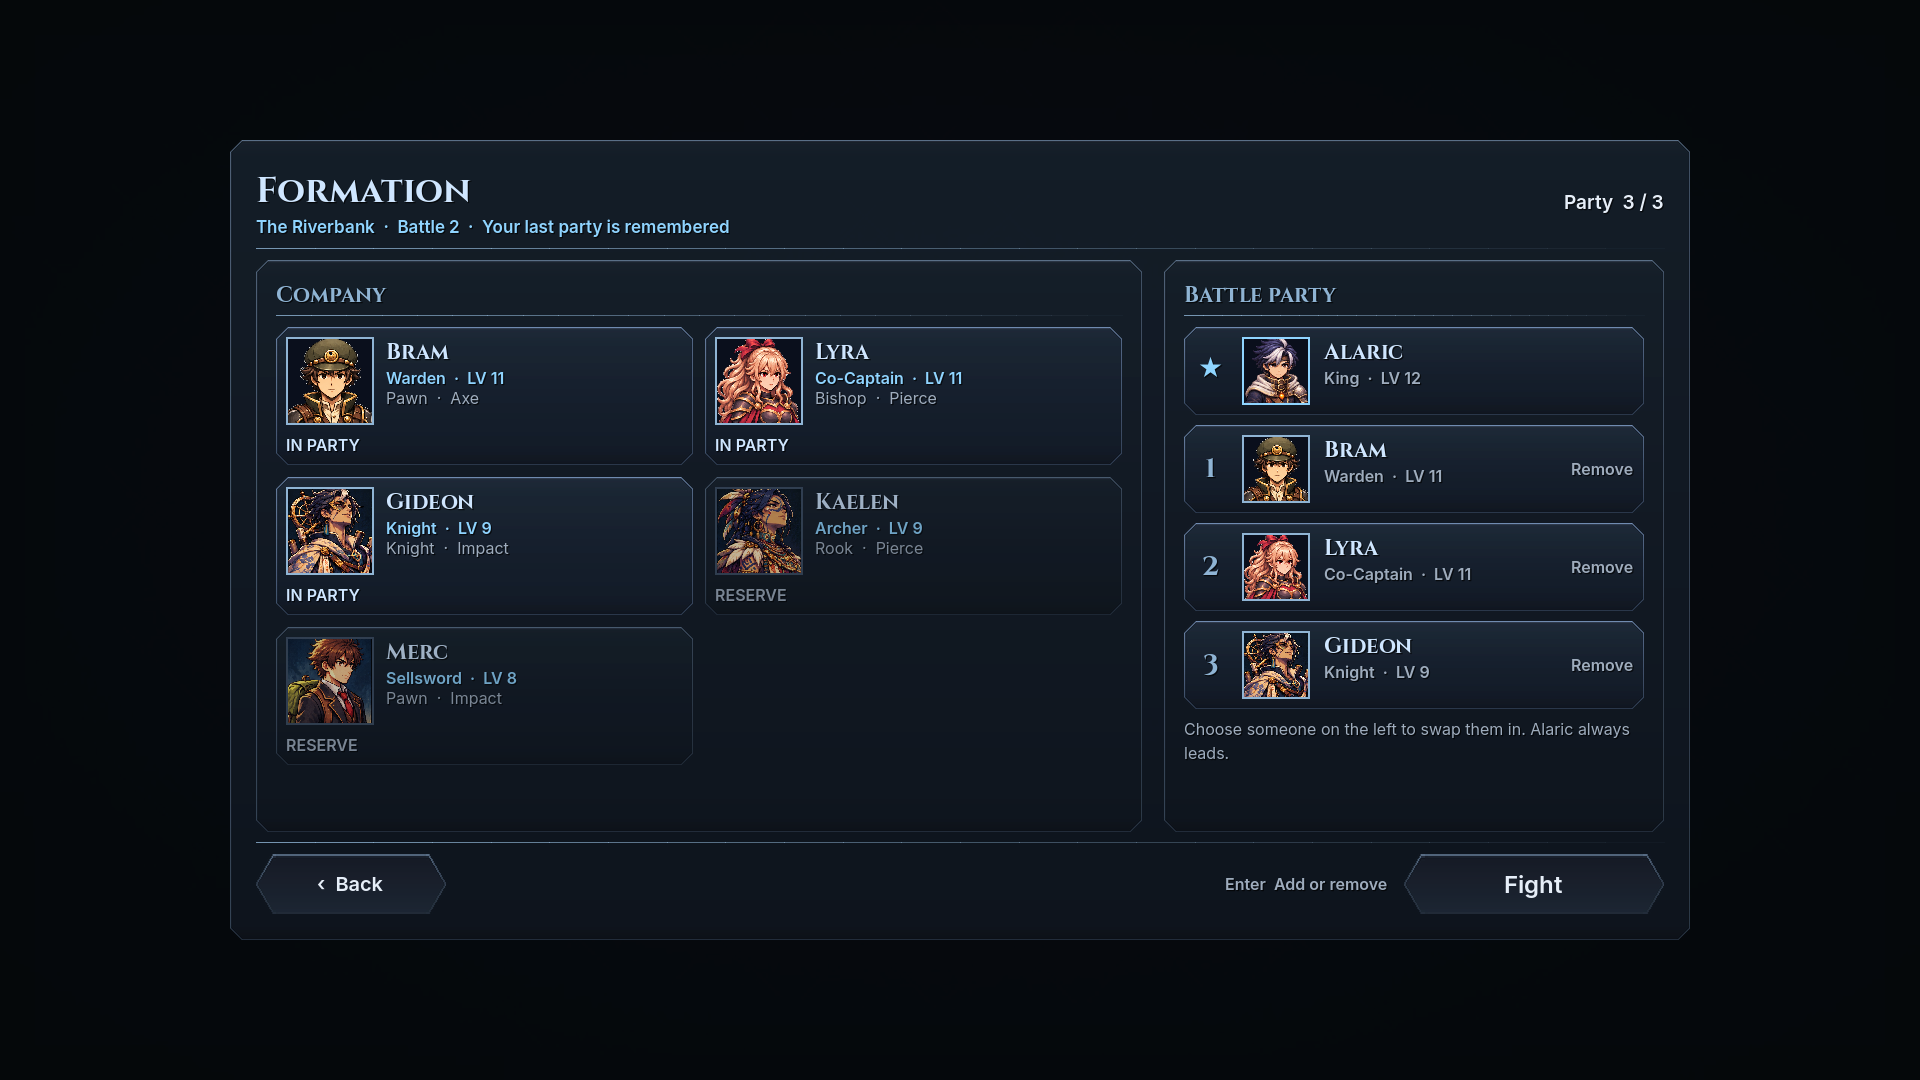 Formation
The Riverbank · Battle 2 · Your last party is remembered
Party 3 / 3
Company
Bram
Warden · LV 11
Pawn · Axe
IN PARTY
Lyra
Co-Captain · LV 11
Bishop · Pierce
IN PARTY
Gideon
Knight · LV 9
Knight · Impact
IN PARTY
Kaelen
Archer · LV 9
Rook · Pierce
RESERVE
Merc
Sellsword · LV 8
Pawn · Impact
RESERVE
Battle party
★
Alaric
King · LV 12
1
Bram
Warden · LV 11
Remove
2
Lyra
Co-Captain · LV 11
Remove
3
Gideon
Knight · LV 9
Remove
Choose someone on the left to swap them in. Alaric always
leads.
‹ Back
Enter Add or remove
Fight